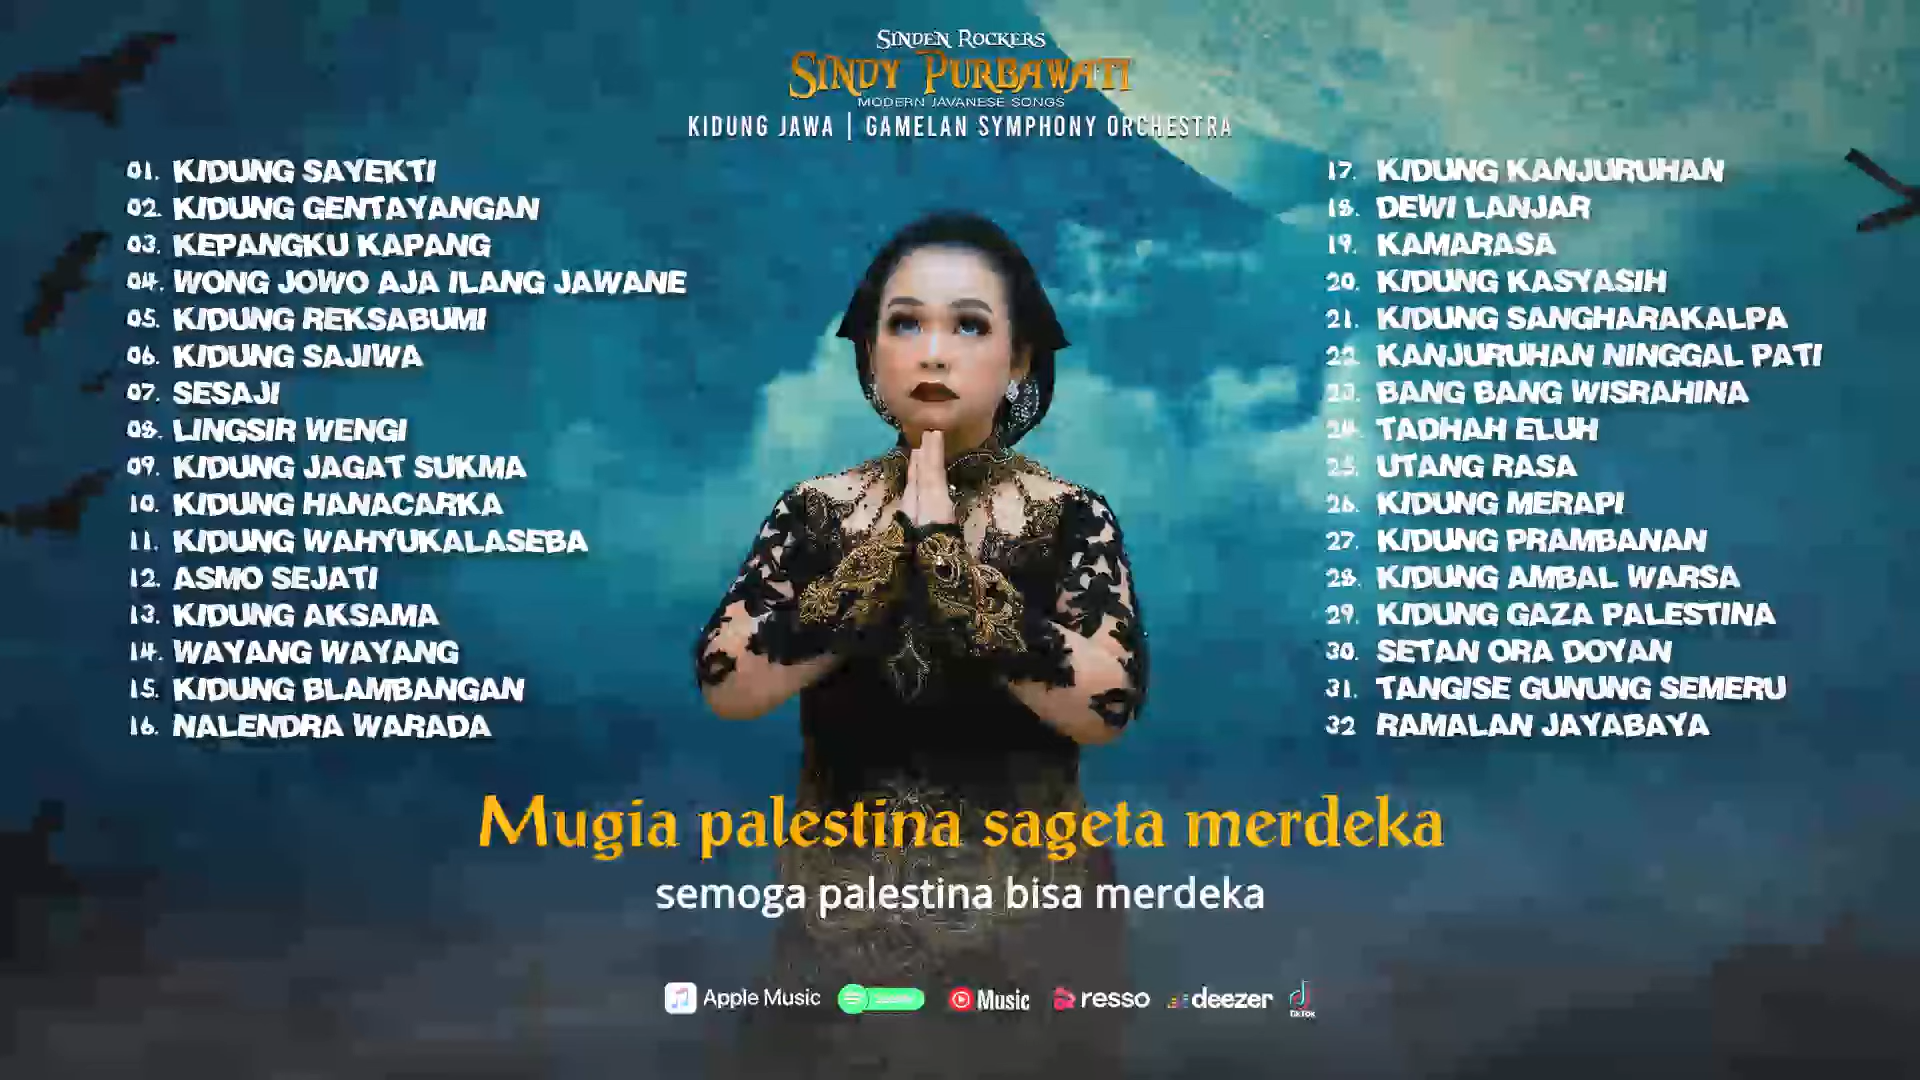 SINDEN ROCKERS
SINDY PURBAWATI
MODERN JAVANESE SONGS
KIDUNG JAWA | GAMELAN SYMPHONY ORCHESTRA
01. KIDUNG SAYEKTI
02. KIDUNG GENTAYANGAN
03. KEPANGKU KAPANG
04. WONG JOWO AJA ILANG JAWANE
05. KIDUNG REKSABUMI
06. KIDUNG SAJIWA
07. SESAJI
08. LINGSIR WENGI
09. KIDUNG JAGAT SUKMA
10. KIDUNG HANACARKA
11. KIDUNG WAHYUKALASEBA
12. ASMO SEJATI
13. KIDUNG AKSAMA
14. WAYANG WAYANG
15. KIDUNG BLAMBANGAN
16. NALENDRA WARADA
17. KIDUNG KANJURUHAN
18. DEWI LANJAR
19. KAMARASA
20. KIDUNG KASYASIH
21. KIDUNG SANGHARAKALPA
22. KANJURUHAN NINGGAL PATI
23. BANG BANG WISRAHINA
24. TADHAH ELUH
25. UTANG RASA
26. KIDUNG MERAPI
27. KIDUNG PRAMBANAN
28. KIDUNG AMBAL WARSA
29. KIDUNG GAZA PALESTINA
30. SETAN ORA DOYAN
31. TANGISE GUNUNG SEMERU
32 RAMALAN JAYABAYA
Mugia palestina sageta merdeka
semoga palestina bisa merdeka
Apple Music
Music
resso
deezer
TikTok